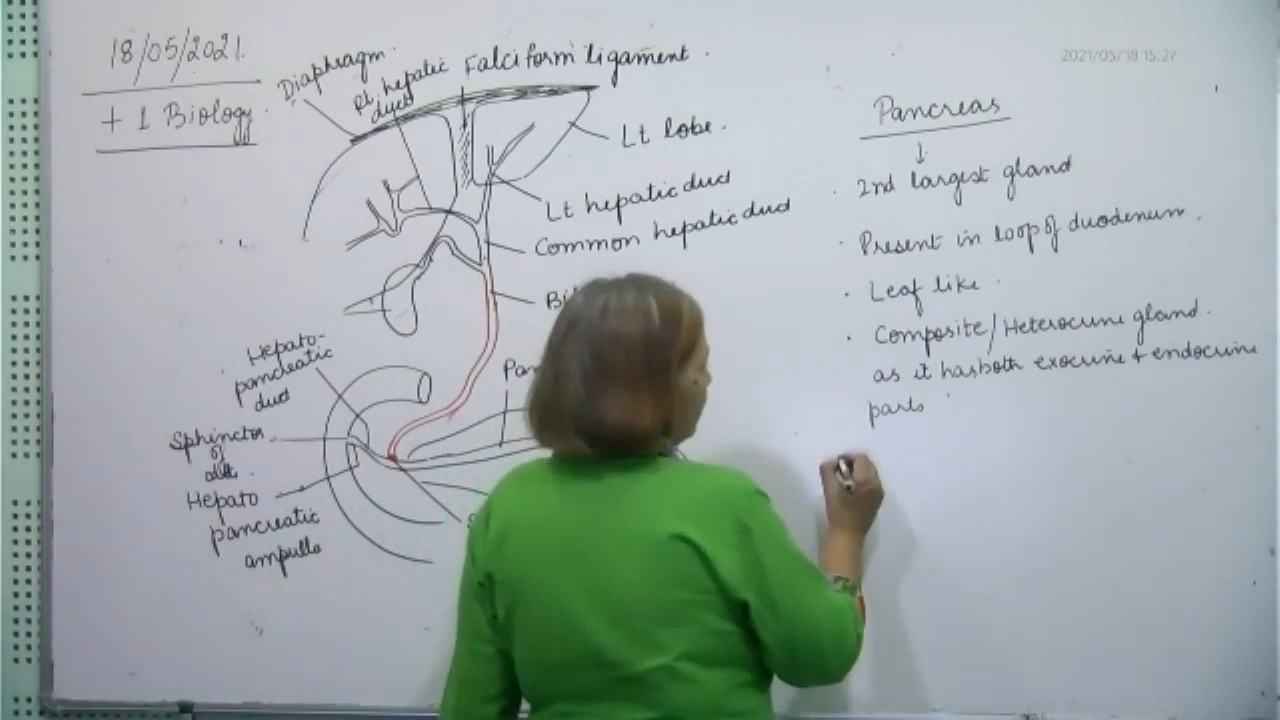 18/05/2021.
+ 1 Biology.
2021/05/18 15:27
Diaphragm
Rt hepatic
duct
Falciform ligament.
Lt lobe.
Lt hepatic duct
Common hepatic duct
Hepato-
pancreatic
duct
Sphinctor
of
Hepato
pancreatic
ampulla
Pancreas
↓
. 2nd largest gland
. Present in loop of duodenum.
. Leaf like.
. Composite/Heterocrine gland.
as it has both exocrine + endocrine
parts